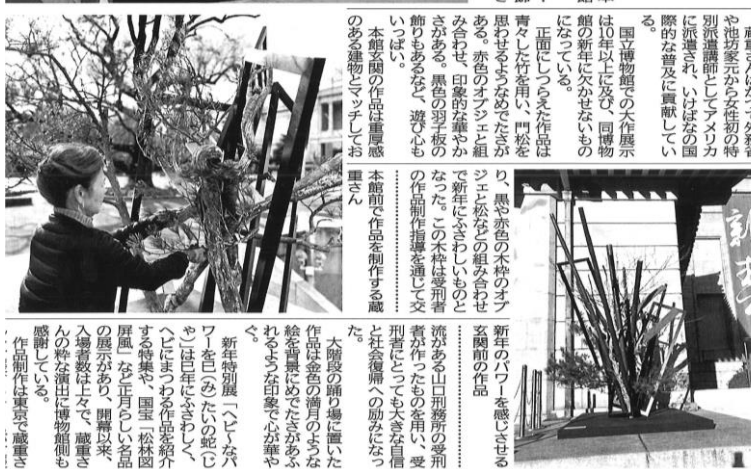 や池坊家元から女性初の特
別派遣講師としてアメリカ
に派遣され、いけばなの国
際的な普及に貢献してい
る。
国立博物館での大作展示
は10年以上に及び、同博物
館の新年に欠かせないもの
になっている。
正面にしつらえた作品は
青々した竹を用い、門松を
思わせるようなめでたさが
ある。赤色のオブジェと組
み合わせ、印象的な華やか
さがある。黒色の羽子板の
飾りもあるなど、遊び心も
いっぱい。
本館玄関の作品は重厚感
のある建物とマッチしてお
り、黒や赤色の木枠のオブ
ジェと松などの組み合わせ
で新年にふさわしいものと
なった。この木枠は受刑者
の作品制作指導を通じて交
本館前で作品を制作する蔵
重さん
新年のパワーを感じさせる
玄関前の作品
流がある山口刑務所の受刑
者が作ったものを用い、受
刑者にとっても大きな自信
と社会復帰への励みになっ
た。
大階段の踊り場に置いた
作品は金色の満月のような
絵を背景にめでたさがあふ
れるような印象で心が華や
ぐ。
新年特別展「ヘビ~なパ
ワーを巳(み)たいの蛇(じ
ゃ)」は巳年にふさわしく、
ヘビにまつわる作品を紹介
する特集や、国宝「松林図
屏風」など正月らしい名品
の展示があり、開幕以来、
入場者数は上々で、蔵重さ
んの粋な演出に博物館側も
感謝している。
作品制作は東京で蔵重さ